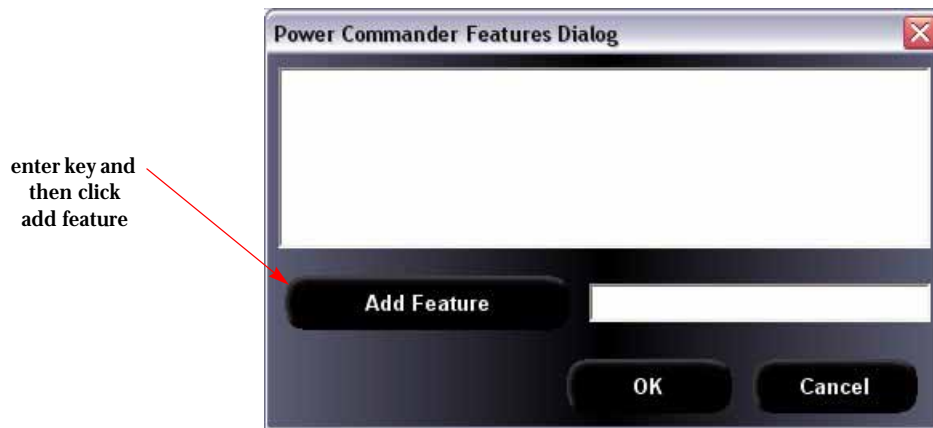 Power Commander Features Dialog
enter key and
then click
add feature
Add Feature
OK
Cancel